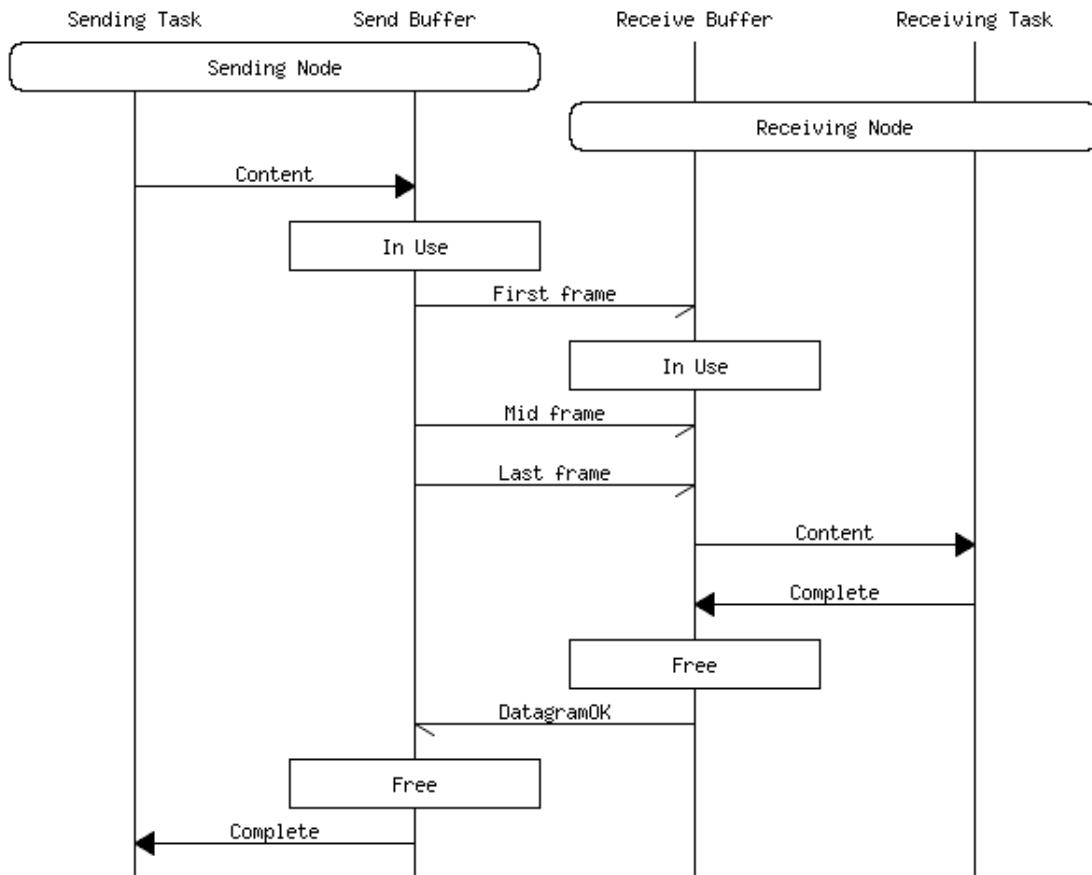 Sending Task
Send Buffer
Receive Buffer
Receiving Task
Sending Node
Receiving Node
Content
In Use
First frame
In Use
Mid frame
Last frame
Content
Complete
Free
DatagramOK
Free
Complete